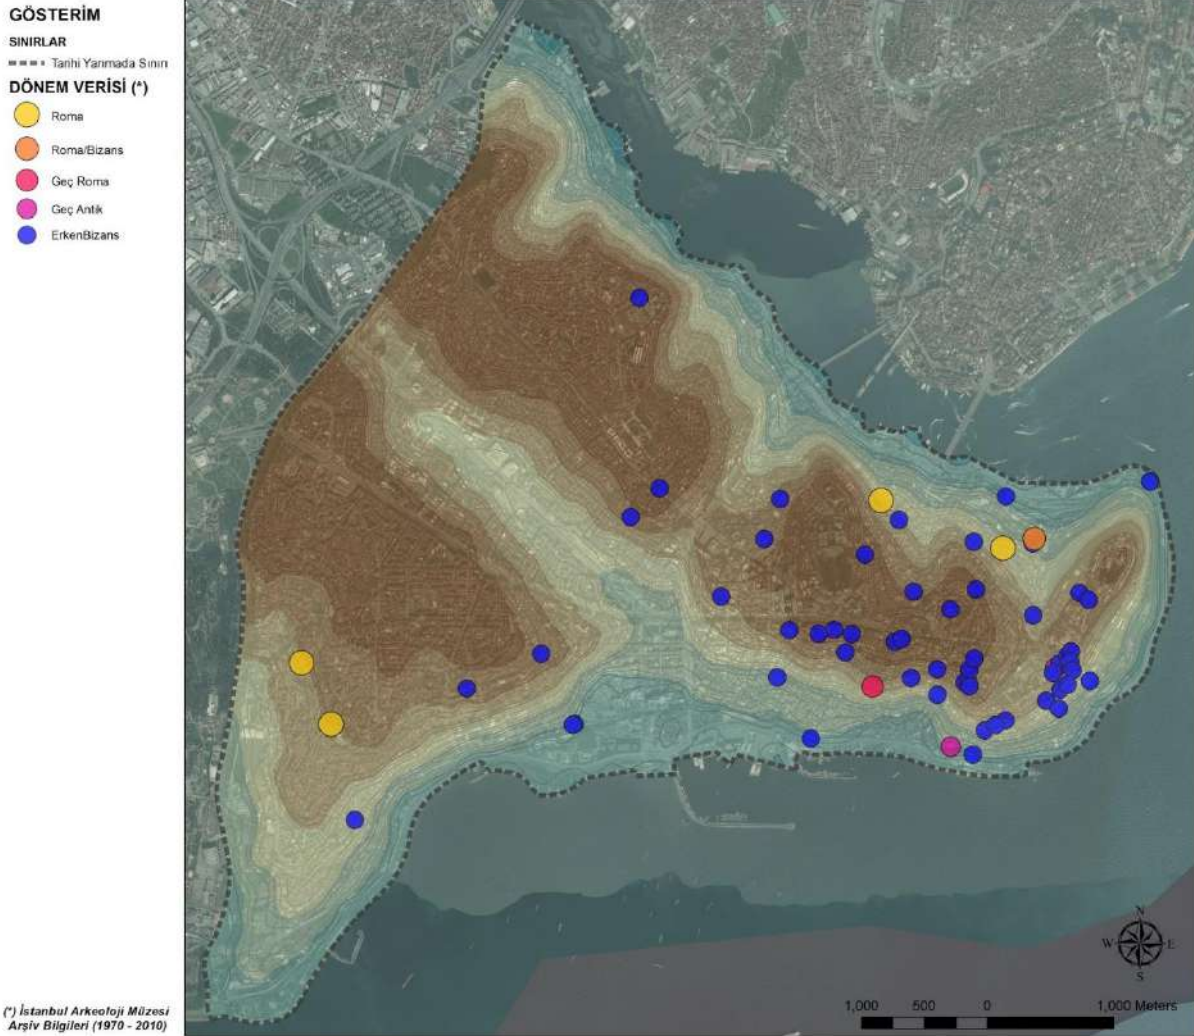 GÖSTERİM
SINIRLAR
Tarihi Yarımada Sınırı
DÖNEM VERİSİ (*)
Roma
Roma/Bizans
Geç Roma
Geç Antik
ErkenBizans
N
W E
S
1,000 500 0 1,000 Meters
(*) İstanbul Arkeoloji Müzesi
Arşiv Bilgileri (1970 - 2010)